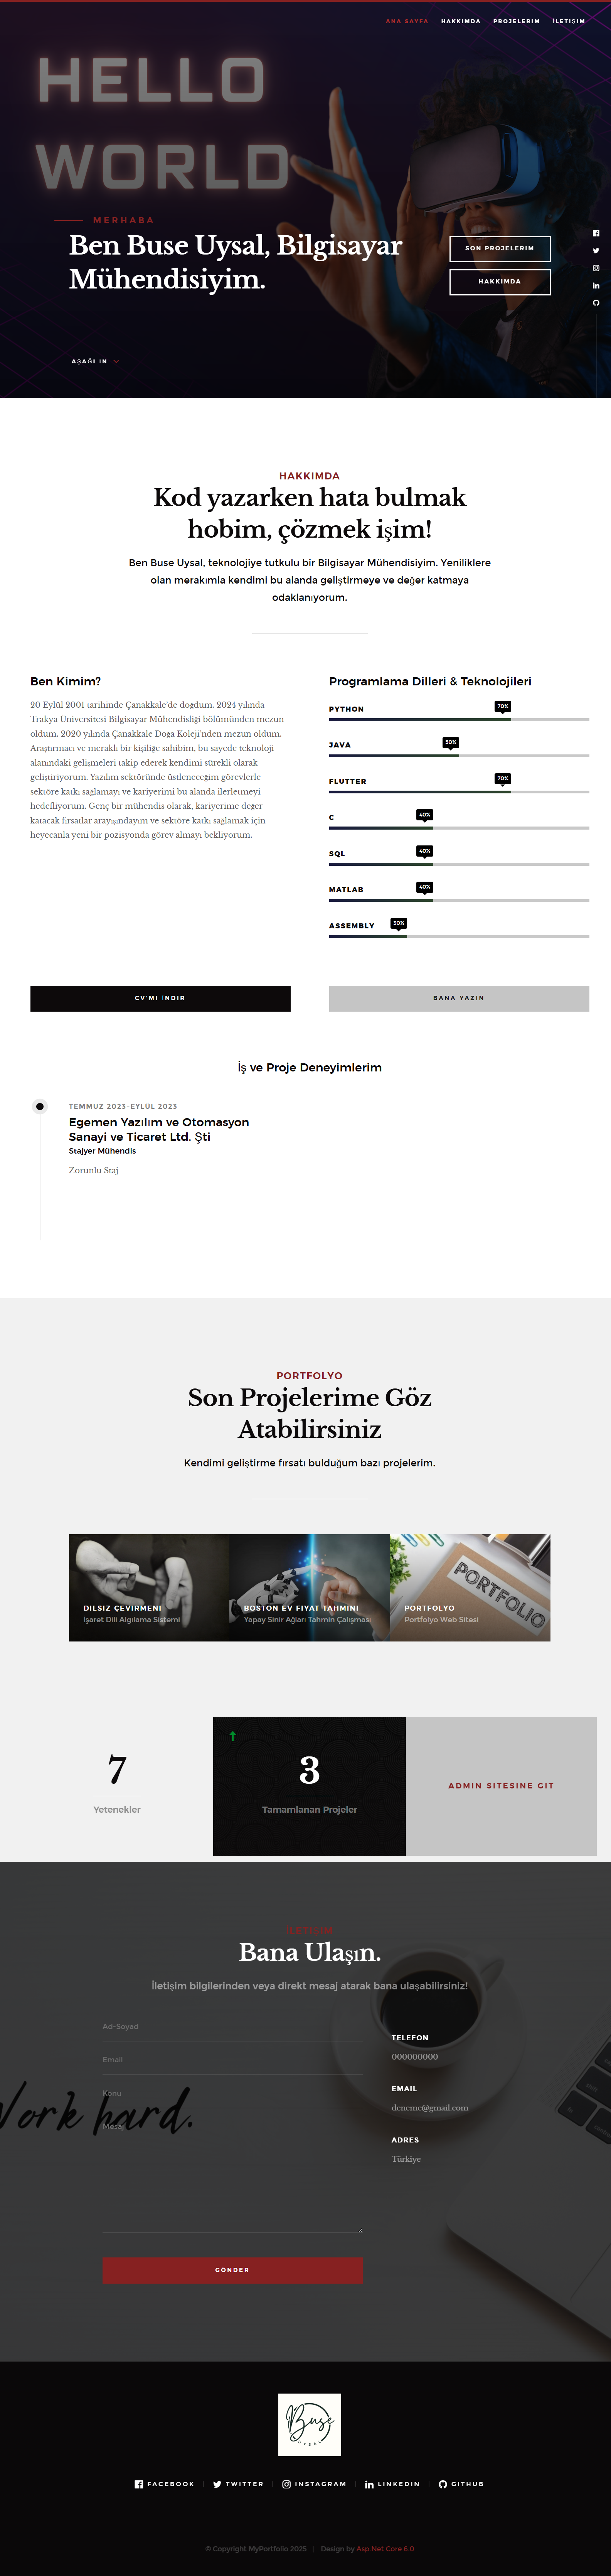 ANA SAYFA HAKKIMDA PROJELERIM İLETIŞIM
HELLO
WORLD
MERHABA
Ben Buse Uysal, Bilgisayar
Mühendisiyim.
SON PROJELERIM
HAKKIMDA
AŞAĞI IN
HAKKIMDA
Kod yazarken hata bulmak
hobim, çözmek işim!
Ben Buse Uysal, teknolojiye tutkulu bir Bilgisayar Mühendisiyim. Yeniliklere
olan merakımla kendimi bu alanda geliştirmeye ve değer katmaya
odaklanıyorum.
Ben Kimim?
20 Eylül 2001 tarihinde Çanakkale'de doğdum. 2024 yılında
Trakya Üniversitesi Bilgisayar Mühendisliği bölümünden mezun
oldum. 2020 yılında Çanakkale Doğa Koleji'nden mezun oldum.
Araştırmacı ve meraklı bir kişiliğe sahibim, bu sayede teknoloji
alanındaki gelişmeleri takip ederek kendimi sürekli olarak
geliştiriyorum. Yazılım sektöründe üstleneceğim görevlerle
sektöre katkı sağlamayı ve kariyerimi bu alanda ilerletmeyi
hedefliyorum. Genç bir mühendis olarak, kariyerime değer
katacak fırsatlar arayışındayım ve sektöre katkı sağlamak için
heyecanla yeni bir pozisyonda görev almayı bekliyorum.
Programlama Dilleri & Teknolojileri
PYTHON 70%
JAVA 50%
FLUTTER 70%
C 40%
SQL 40%
MATLAB 40%
ASSEMBLY 30%
CV'MI İNDIR
BANA YAZIN
İş ve Proje Deneyimlerim
TEMMUZ 2023-EYLÜL 2023
Egemen Yazılım ve Otomasyon
Sanayi ve Ticaret Ltd. Şti
Stajyer Mühendis
Zorunlu Staj
PORTFOLYO
Son Projelerime Göz
Atabilirsiniz
Kendimi geliştirme fırsatı bulduğum bazı projelerim.
DILSIZ ÇEVIRMENI
İşaret Dili Algılama Sistemi
BOSTON EV FIYAT TAHMINI
Yapay Sinir Ağları Tahmin Çalışması
PORTFOLYO
Portfolyo Web Sitesi
PORTFOLIO
7
Yetenekler
3
Tamamlanan Projeler
ADMIN SITESINE GIT
İLETIŞIM
Bana Ulaşın.
İletişim bilgilerinden veya direkt mesaj atarak bana ulaşabilirsiniz!
Ad-Soyad
Email
Konu
Mesaj
Work hard.
GÖNDER
TELEFON
000000000
EMAIL
deneme@gmail.com
ADRES
Türkiye
Buse
UYSAL
FACEBOOK TWITTER INSTAGRAM LINKEDIN GITHUB
© Copyright MyPortfolio 2025 | Design by Asp.Net Core 6.0